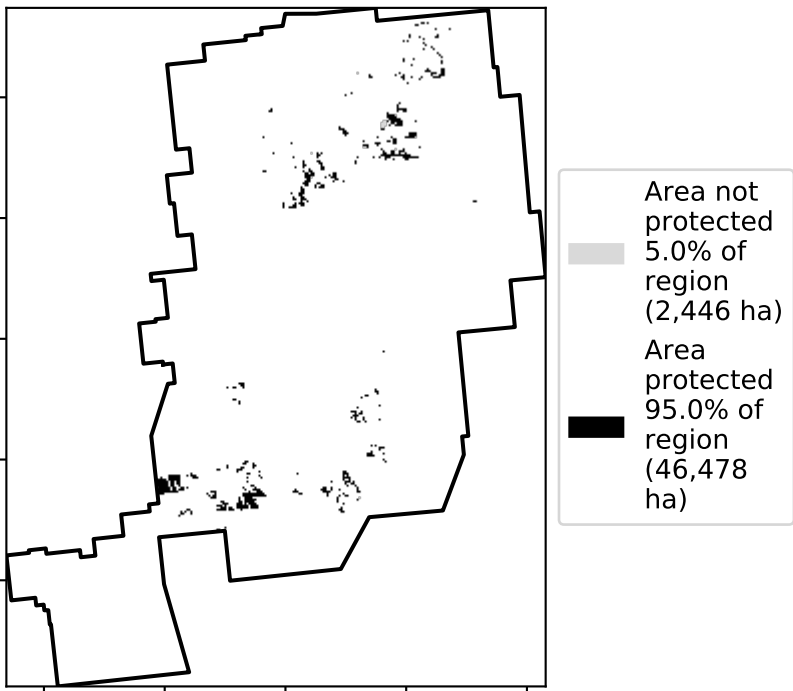 Area not
protected
5.0% of
region
(2,446 ha)
Area
protected
95.0% of
region
(46,478
ha)